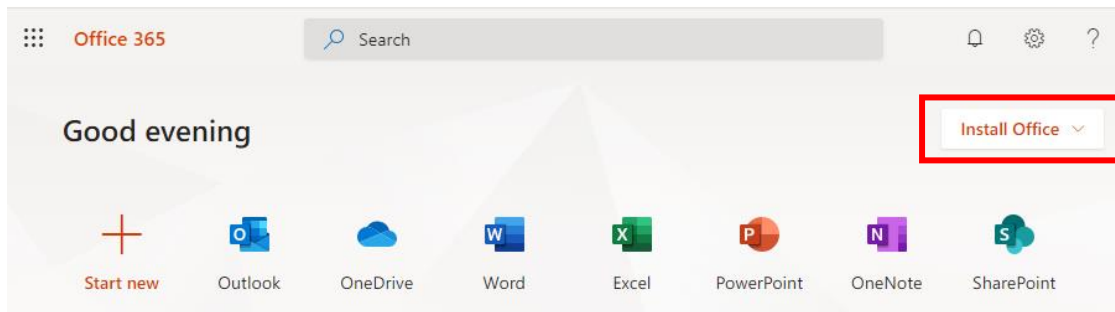 Office 365
Search
?
Good evening
Install Office
Start new
O
Outlook
OneDrive
W
Word
X
Excel
P
PowerPoint
N
OneNote
S
SharePoint